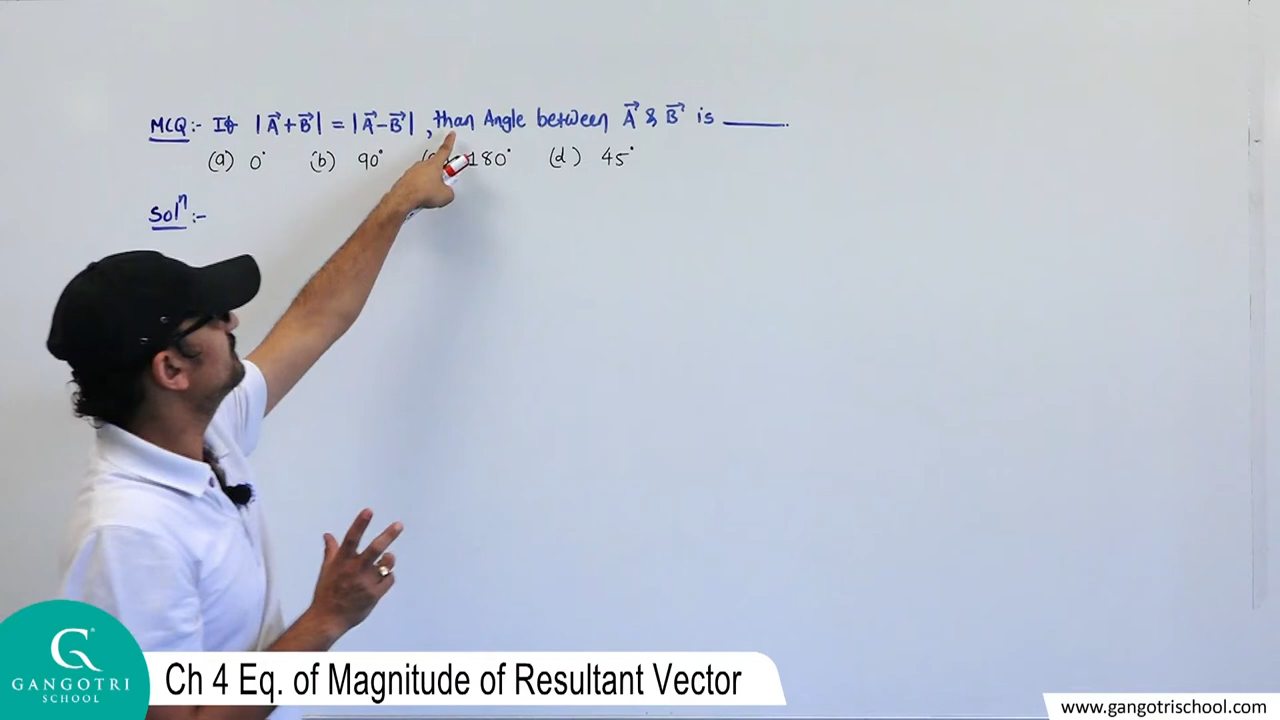 MCQ:- If |A⃗+B⃗| = |A⃗-B⃗|, than Angle between A⃗ & B⃗ is ______.
(a) 0° (b) 90° 180° (d) 45°
Solⁿ:-
G
GANGOTRI
SCHOOL
Ch 4 Eq. of Magnitude of Resultant Vector
www.gangotrischool.com